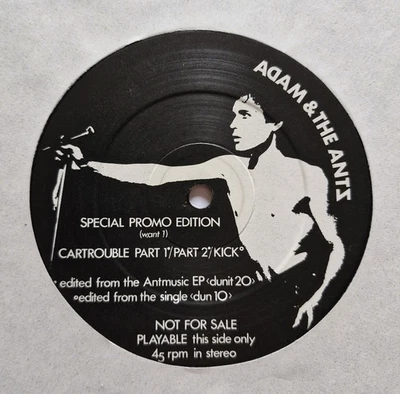 ADAM & THE ANTZ
SPECIAL PROMO EDITION
(want 1)
CARTROUBLE PART 1*/PART 2*/KICK°
* edited from the Antmusic EP <dunit 20>
°edited from the single <dun 10>
NOT FOR SALE
PLAYABLE this side only
45 rpm in stereo